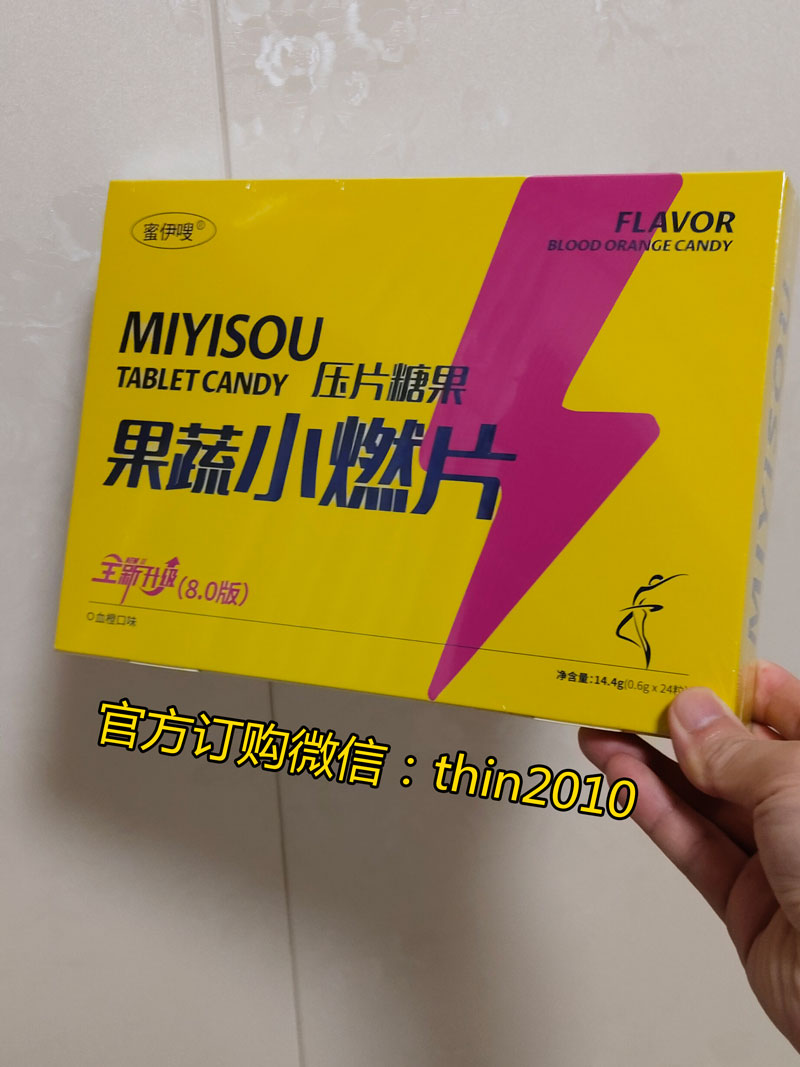 蜜伊嗖®
FLAVOR
BLOOD ORANGE CANDY
MIYISOU
TABLET CANDY 压片糖果
果蔬小燃片
全新升级(8.0版)
血橙口味
净含量:14.4g(0.6g x 24粒)
MIYISOU
官方订购微信:thin2010